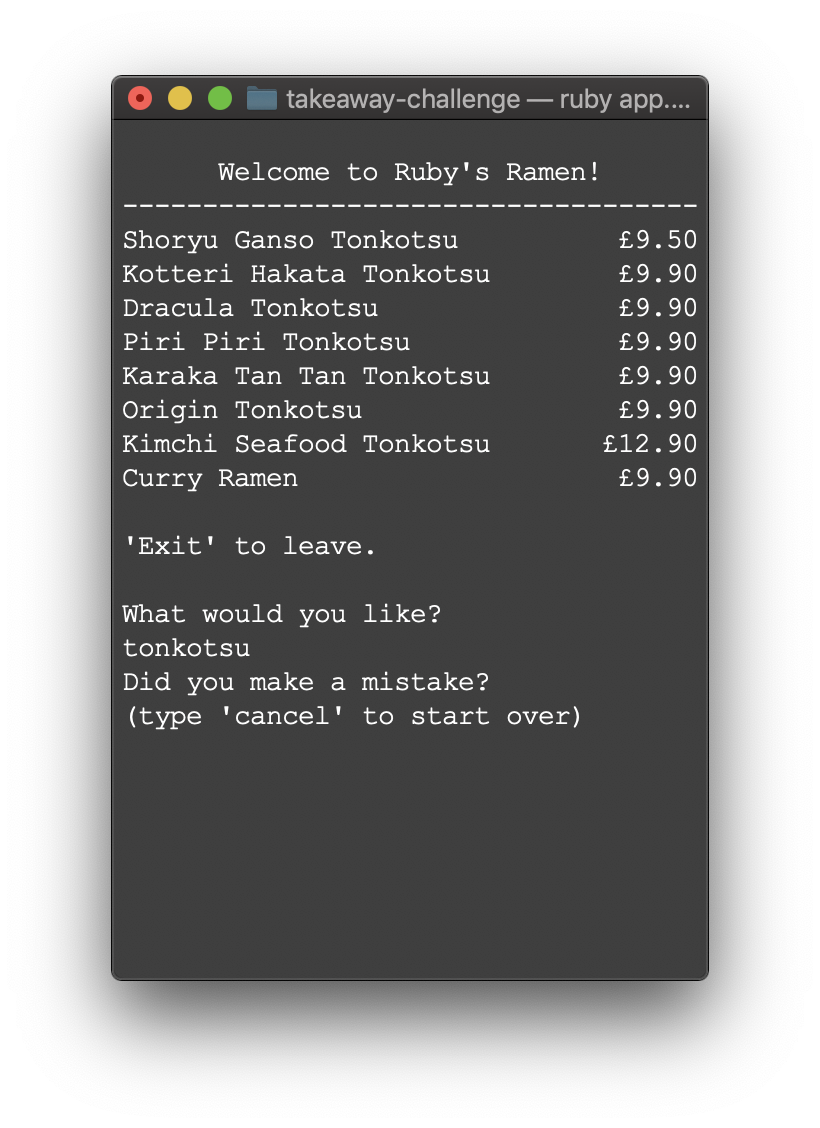 takeaway-challenge — ruby app....
Welcome to Ruby's Ramen!
------------------------------------
Shoryu Ganso Tonkotsu £9.50
Kotteri Hakata Tonkotsu £9.90
Dracula Tonkotsu £9.90
Piri Piri Tonkotsu £9.90
Karaka Tan Tan Tonkotsu £9.90
Origin Tonkotsu £9.90
Kimchi Seafood Tonkotsu £12.90
Curry Ramen £9.90
'Exit' to leave.
What would you like?
tonkotsu
Did you make a mistake?
(type 'cancel' to start over)